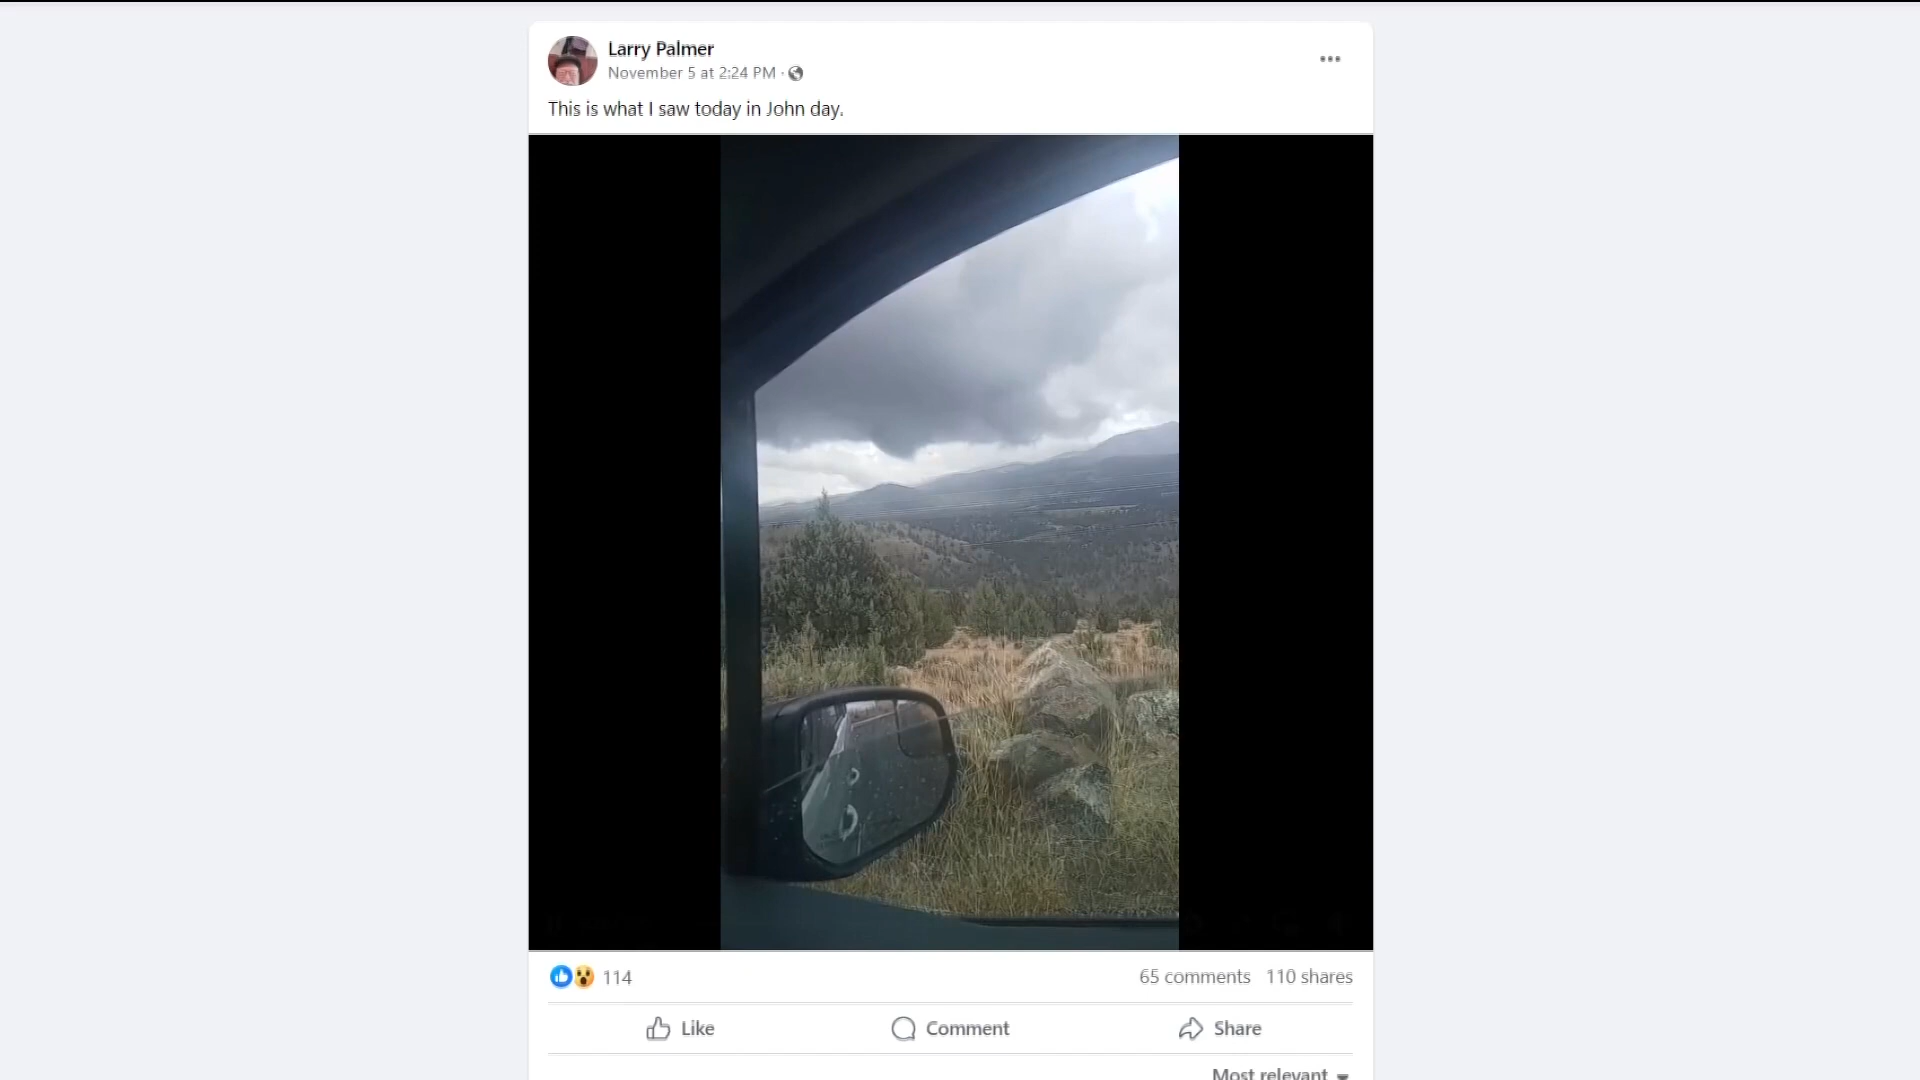 Larry Palmer
November 5 at 2:24 PM ·
This is what I saw today in John day.
114
65 comments 110 shares
Like Comment Share
Most relevant